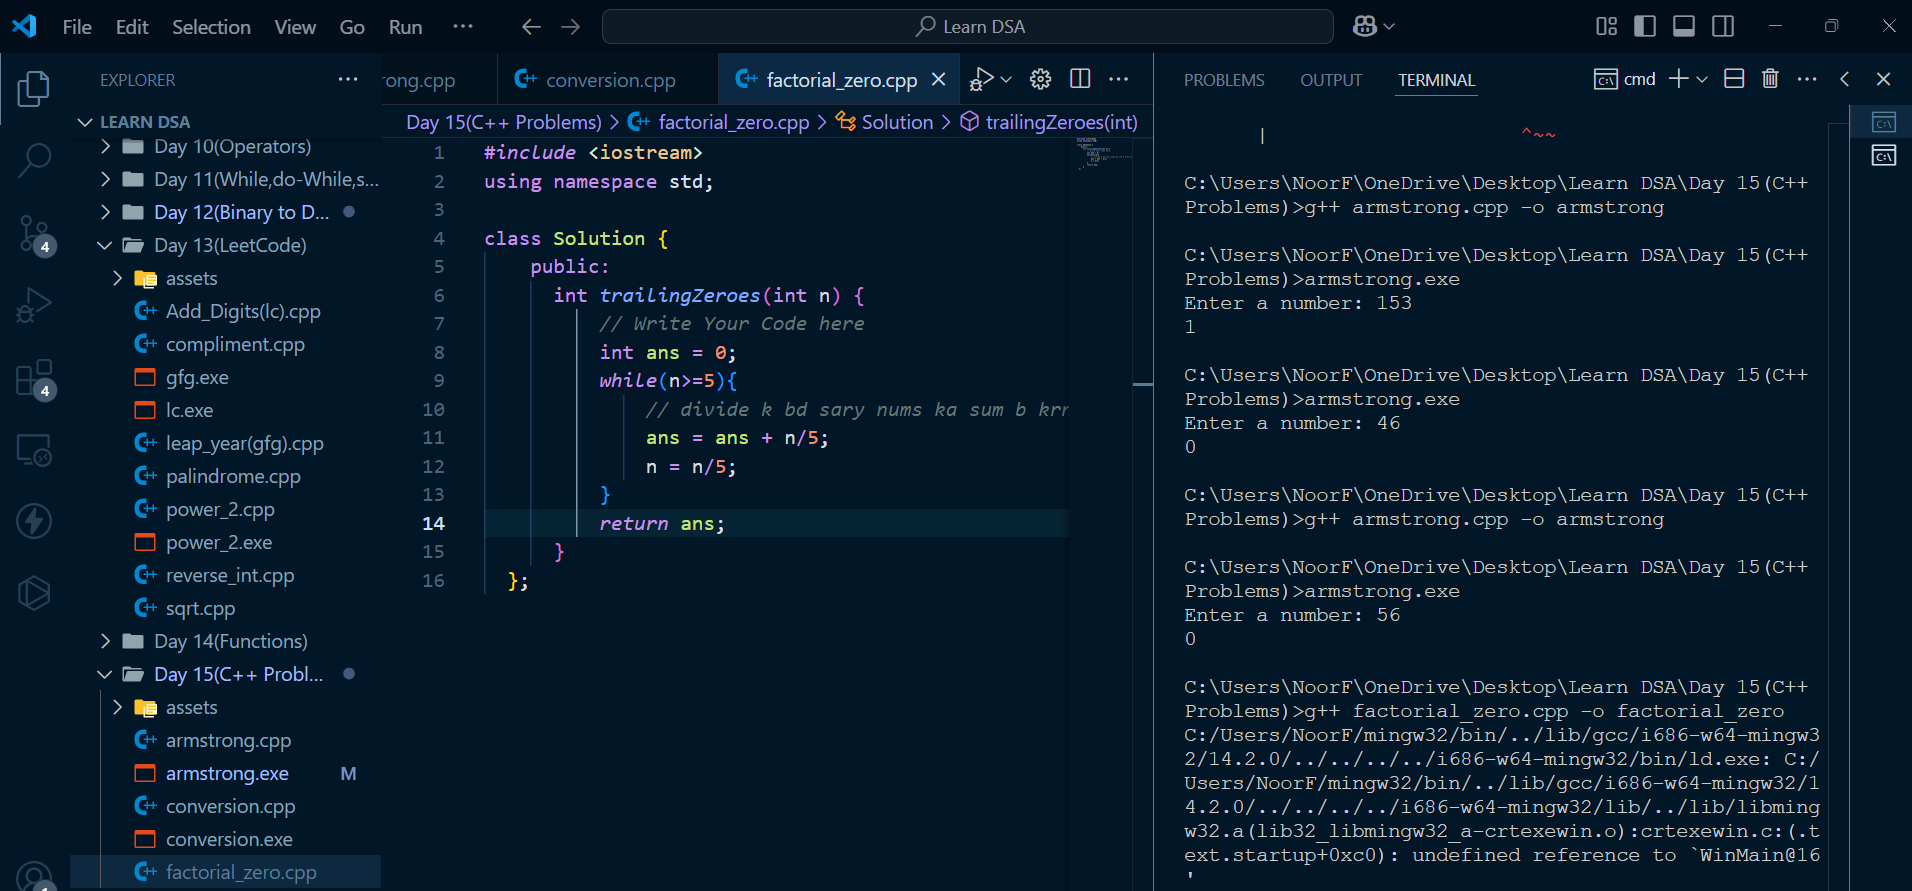 File Edit Selection View Go Run ···
Learn DSA
EXPLORER
LEARN DSA
Day 10(Operators)
Day 11(While,do-While,s...
Day 12(Binary to D...
Day 13(LeetCode)
assets
Add_Digits(lc).cpp
compliment.cpp
gfg.exe
lc.exe
leap_year(gfg).cpp
palindrome.cpp
power_2.cpp
power_2.exe
reverse_int.cpp
sqrt.cpp
Day 14(Functions)
Day 15(C++ Probl...
assets
armstrong.cpp
armstrong.exe M
conversion.cpp
conversion.exe
factorial_zero.cpp
4
4
1
rong.cpp conversion.cpp factorial_zero.cpp
Day 15(C++ Problems) > factorial_zero.cpp > Solution > trailingZeroes(int)
1 #include <iostream>
2 using namespace std;
3
4 class Solution {
5 public:
6 int trailingZeroes(int n) {
7 // Write Your Code here
8 int ans = 0;
9 while(n>=5){
10 // divide k bd sary nums ka sum b krr
11 ans = ans + n/5;
12 n = n/5;
13 }
14 return ans;
15 }
16 };
PROBLEMS OUTPUT TERMINAL cmd
| ^~~
C:\Users\NoorF\OneDrive\Desktop\Learn DSA\Day 15(C++
Problems)>g++ armstrong.cpp -o armstrong
C:\Users\NoorF\OneDrive\Desktop\Learn DSA\Day 15(C++
Problems)>armstrong.exe
Enter a number: 153
1
C:\Users\NoorF\OneDrive\Desktop\Learn DSA\Day 15(C++
Problems)>armstrong.exe
Enter a number: 46
0
C:\Users\NoorF\OneDrive\Desktop\Learn DSA\Day 15(C++
Problems)>g++ armstrong.cpp -o armstrong
C:\Users\NoorF\OneDrive\Desktop\Learn DSA\Day 15(C++
Problems)>armstrong.exe
Enter a number: 56
0
C:\Users\NoorF\OneDrive\Desktop\Learn DSA\Day 15(C++
Problems)>g++ factorial_zero.cpp -o factorial_zero
C:/Users/NoorF/mingw32/bin/../lib/gcc/i686-w64-mingw3
2/14.2.0/../../../../i686-w64-mingw32/bin/ld.exe: C:/
Users/NoorF/mingw32/bin/../lib/gcc/i686-w64-mingw32/1
4.2.0/../../../../i686-w64-mingw32/lib/../lib/libming
w32.a(lib32_libmingw32_a-crtexewin.o):crtexewin.c:(.t
ext.startup+0xc0): undefined reference to `WinMain@16
'